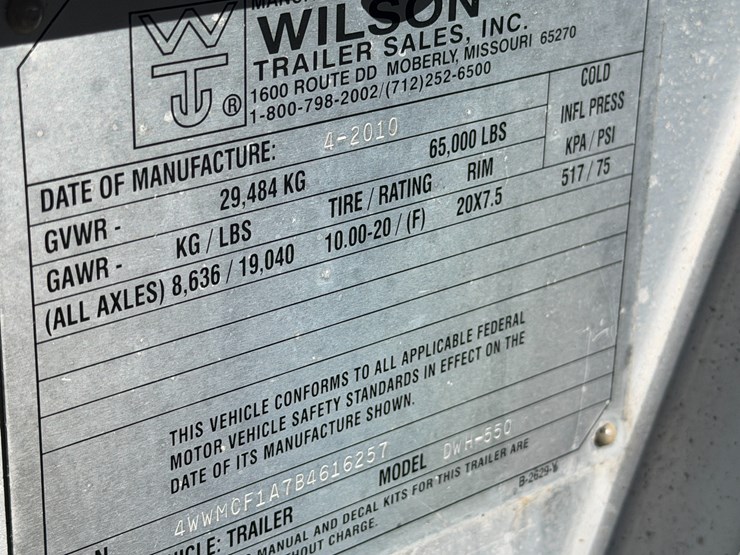 WILSON
TRAILER SALES, INC.
1600 ROUTE DD MOBERLY, MISSOURI 65270
1-800-798-2002/(712)252-6500
WTJ ®
DATE OF MANUFACTURE: 4-2010
COLD
INFL PRESS
KPA / PSI
GVWR - 29,484 KG 65,000 LBS
GAWR - KG / LBS TIRE / RATING RIM
(ALL AXLES) 8,636 / 19,040 10.00-20 / (F) 20X7.5 517 / 75
THIS VEHICLE CONFORMS TO ALL APPLICABLE FEDERAL
MOTOR VEHICLE SAFETY STANDARDS IN EFFECT ON THE
DATE OF ITS MANUFACTURE SHOWN.
4WWMCF1A7B4616257 MODEL DWH-550
TRAILER
MANUAL AND DECAL KITS FOR THIS TRAILER ARE
CHARGE.
B-2629-W